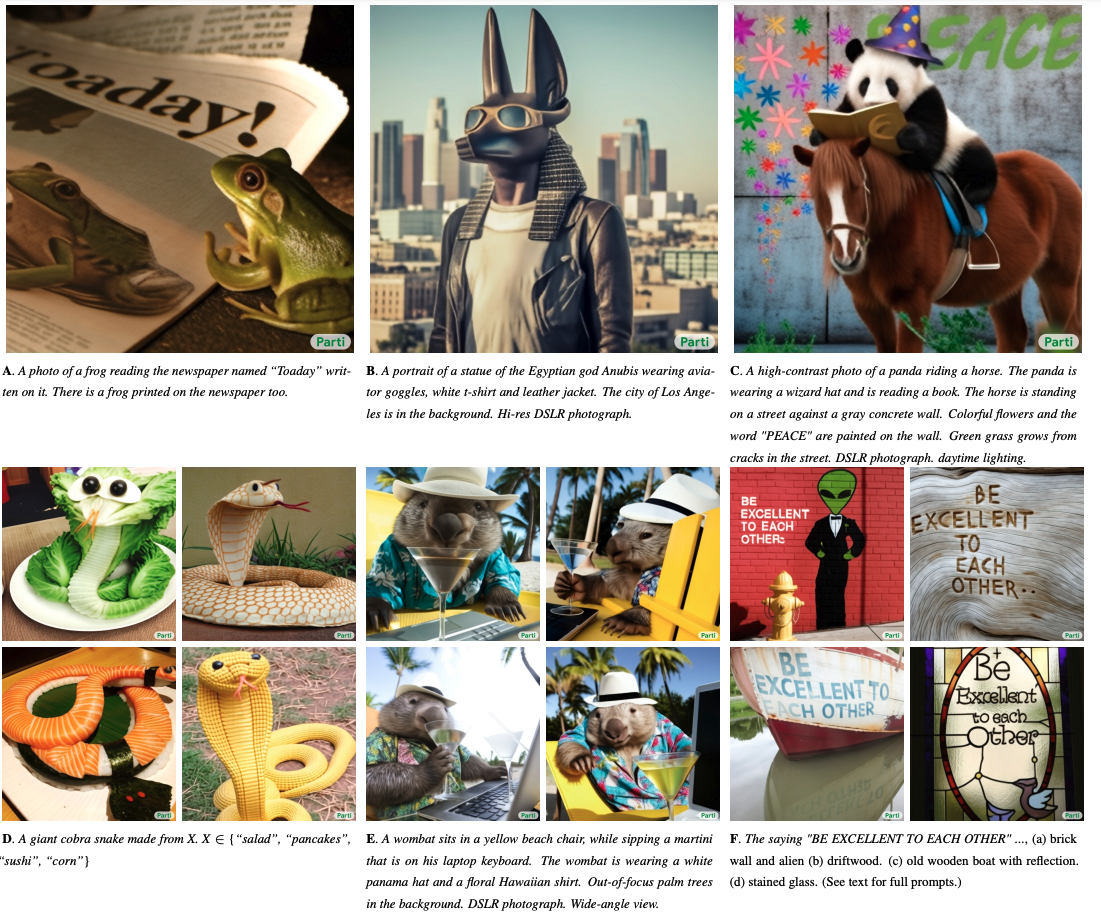 Toaday!
Parti
Parti
PEACE
Parti
A. A photo of a frog reading the newspaper named “Toaday” writ-
ten on it. There is a frog printed on the newspaper too.
B. A portrait of a statue of the Egyptian god Anubis wearing avia-
tor goggles, white t-shirt and leather jacket. The city of Los Ange-
les is in the background. Hi-res DSLR photograph.
C. A high-contrast photo of a panda riding a horse. The panda is
wearing a wizard hat and is reading a book. The horse is standing
on a street against a gray concrete wall. Colorful flowers and the
word "PEACE" are painted on the wall. Green grass grows from
cracks in the street. DSLR photograph. daytime lighting.
Parti
Parti
Parti
Parti
BE
EXCELLENT
TO EACH
OTHER
Parti
BE
EXCELLENT
TO
EACH
OTHER..
Parti
Parti
Parti
Parti
Parti
BE
EXCELLENT TO
EACH OTHER
Parti
Be
Excellent
to each
Other
Parti
D. A giant cobra snake made from X. X ∈ {“salad”, “pancakes”,
“sushi”, “corn”}
E. A wombat sits in a yellow beach chair, while sipping a martini
that is on his laptop keyboard. The wombat is wearing a white
panama hat and a floral Hawaiian shirt. Out-of-focus palm trees
in the background. DSLR photograph. Wide-angle view.
F. The saying "BE EXCELLENT TO EACH OTHER" ..., (a) brick
wall and alien (b) driftwood. (c) old wooden boat with reflection.
(d) stained glass. (See text for full prompts.)